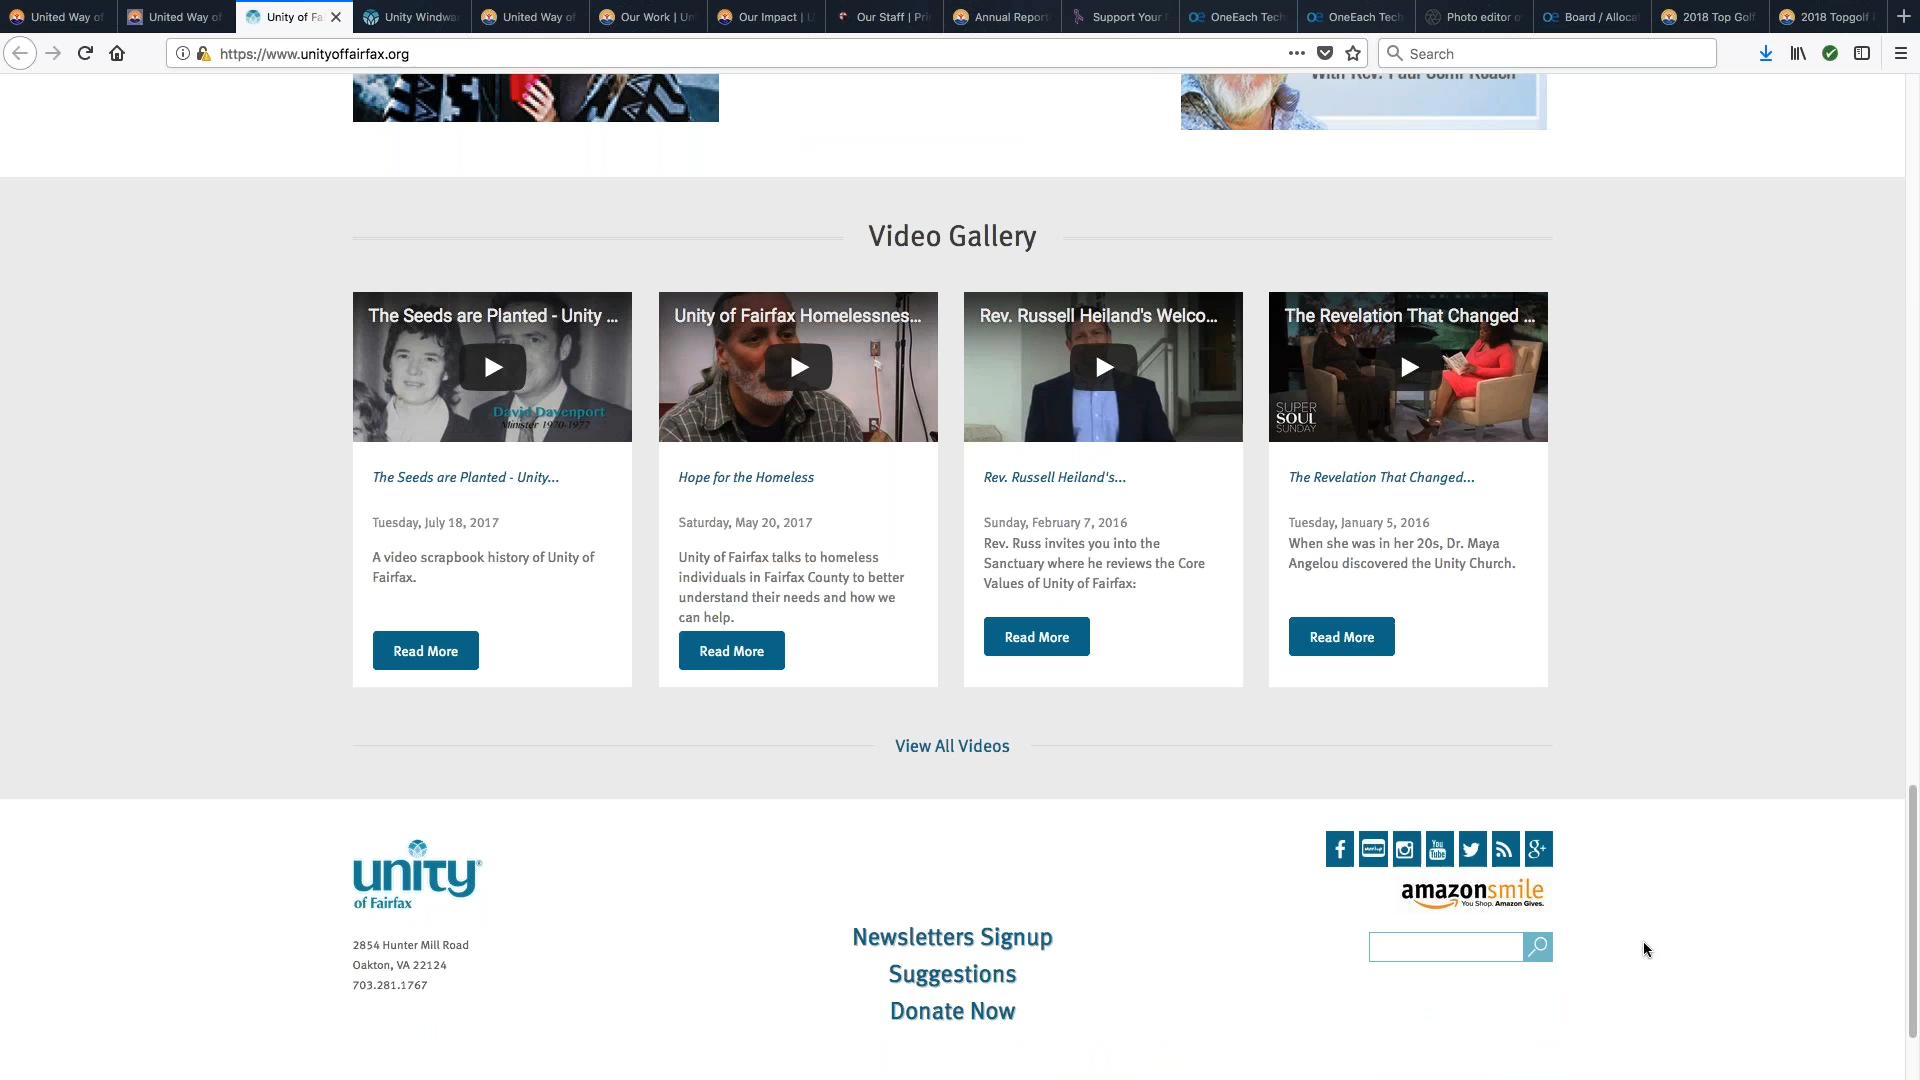 United Way of
United Way of
Unity of Fa
Unity Windwa
United Way of
Our Work | Un
Our Impact | U
Our Staff | Pri
Annual Report
Support Your
OneEach Tech
OneEach Tech
Photo editor o
Board / Alloca
2018 Top Golf
2018 Topgolf
https://www.unityoffairfax.org
Search
With Rev. Paul John Roach
Video Gallery
The Seeds are Planted - Unity ...
Unity of Fairfax Homelessnes...
Rev. Russell Heiland's Welco...
The Revelation That Changed ...
David Davenport
Minister 1970-1977
SUPER
SOUL
SUNDAY
The Seeds are Planted - Unity...
Tuesday, July 18, 2017
A video scrapbook history of Unity of
Fairfax.
Read More
Hope for the Homeless
Saturday, May 20, 2017
Unity of Fairfax talks to homeless
individuals in Fairfax County to better
understand their needs and how we
can help.
Read More
Rev. Russell Heiland's...
Sunday, February 7, 2016
Rev. Russ invites you into the
Sanctuary where he reviews the Core
Values of Unity of Fairfax:
Read More
The Revelation That Changed...
Tuesday, January 5, 2016
When she was in her 20s, Dr. Maya
Angelou discovered the Unity Church.
Read More
View All Videos
unity®
of Fairfax
2854 Hunter Mill Road
Oakton, VA 22124
703.281.1767
Newsletters Signup
Suggestions
Donate Now
You
Tube
g+
amazonsmile
You Shop. Amazon Gives.